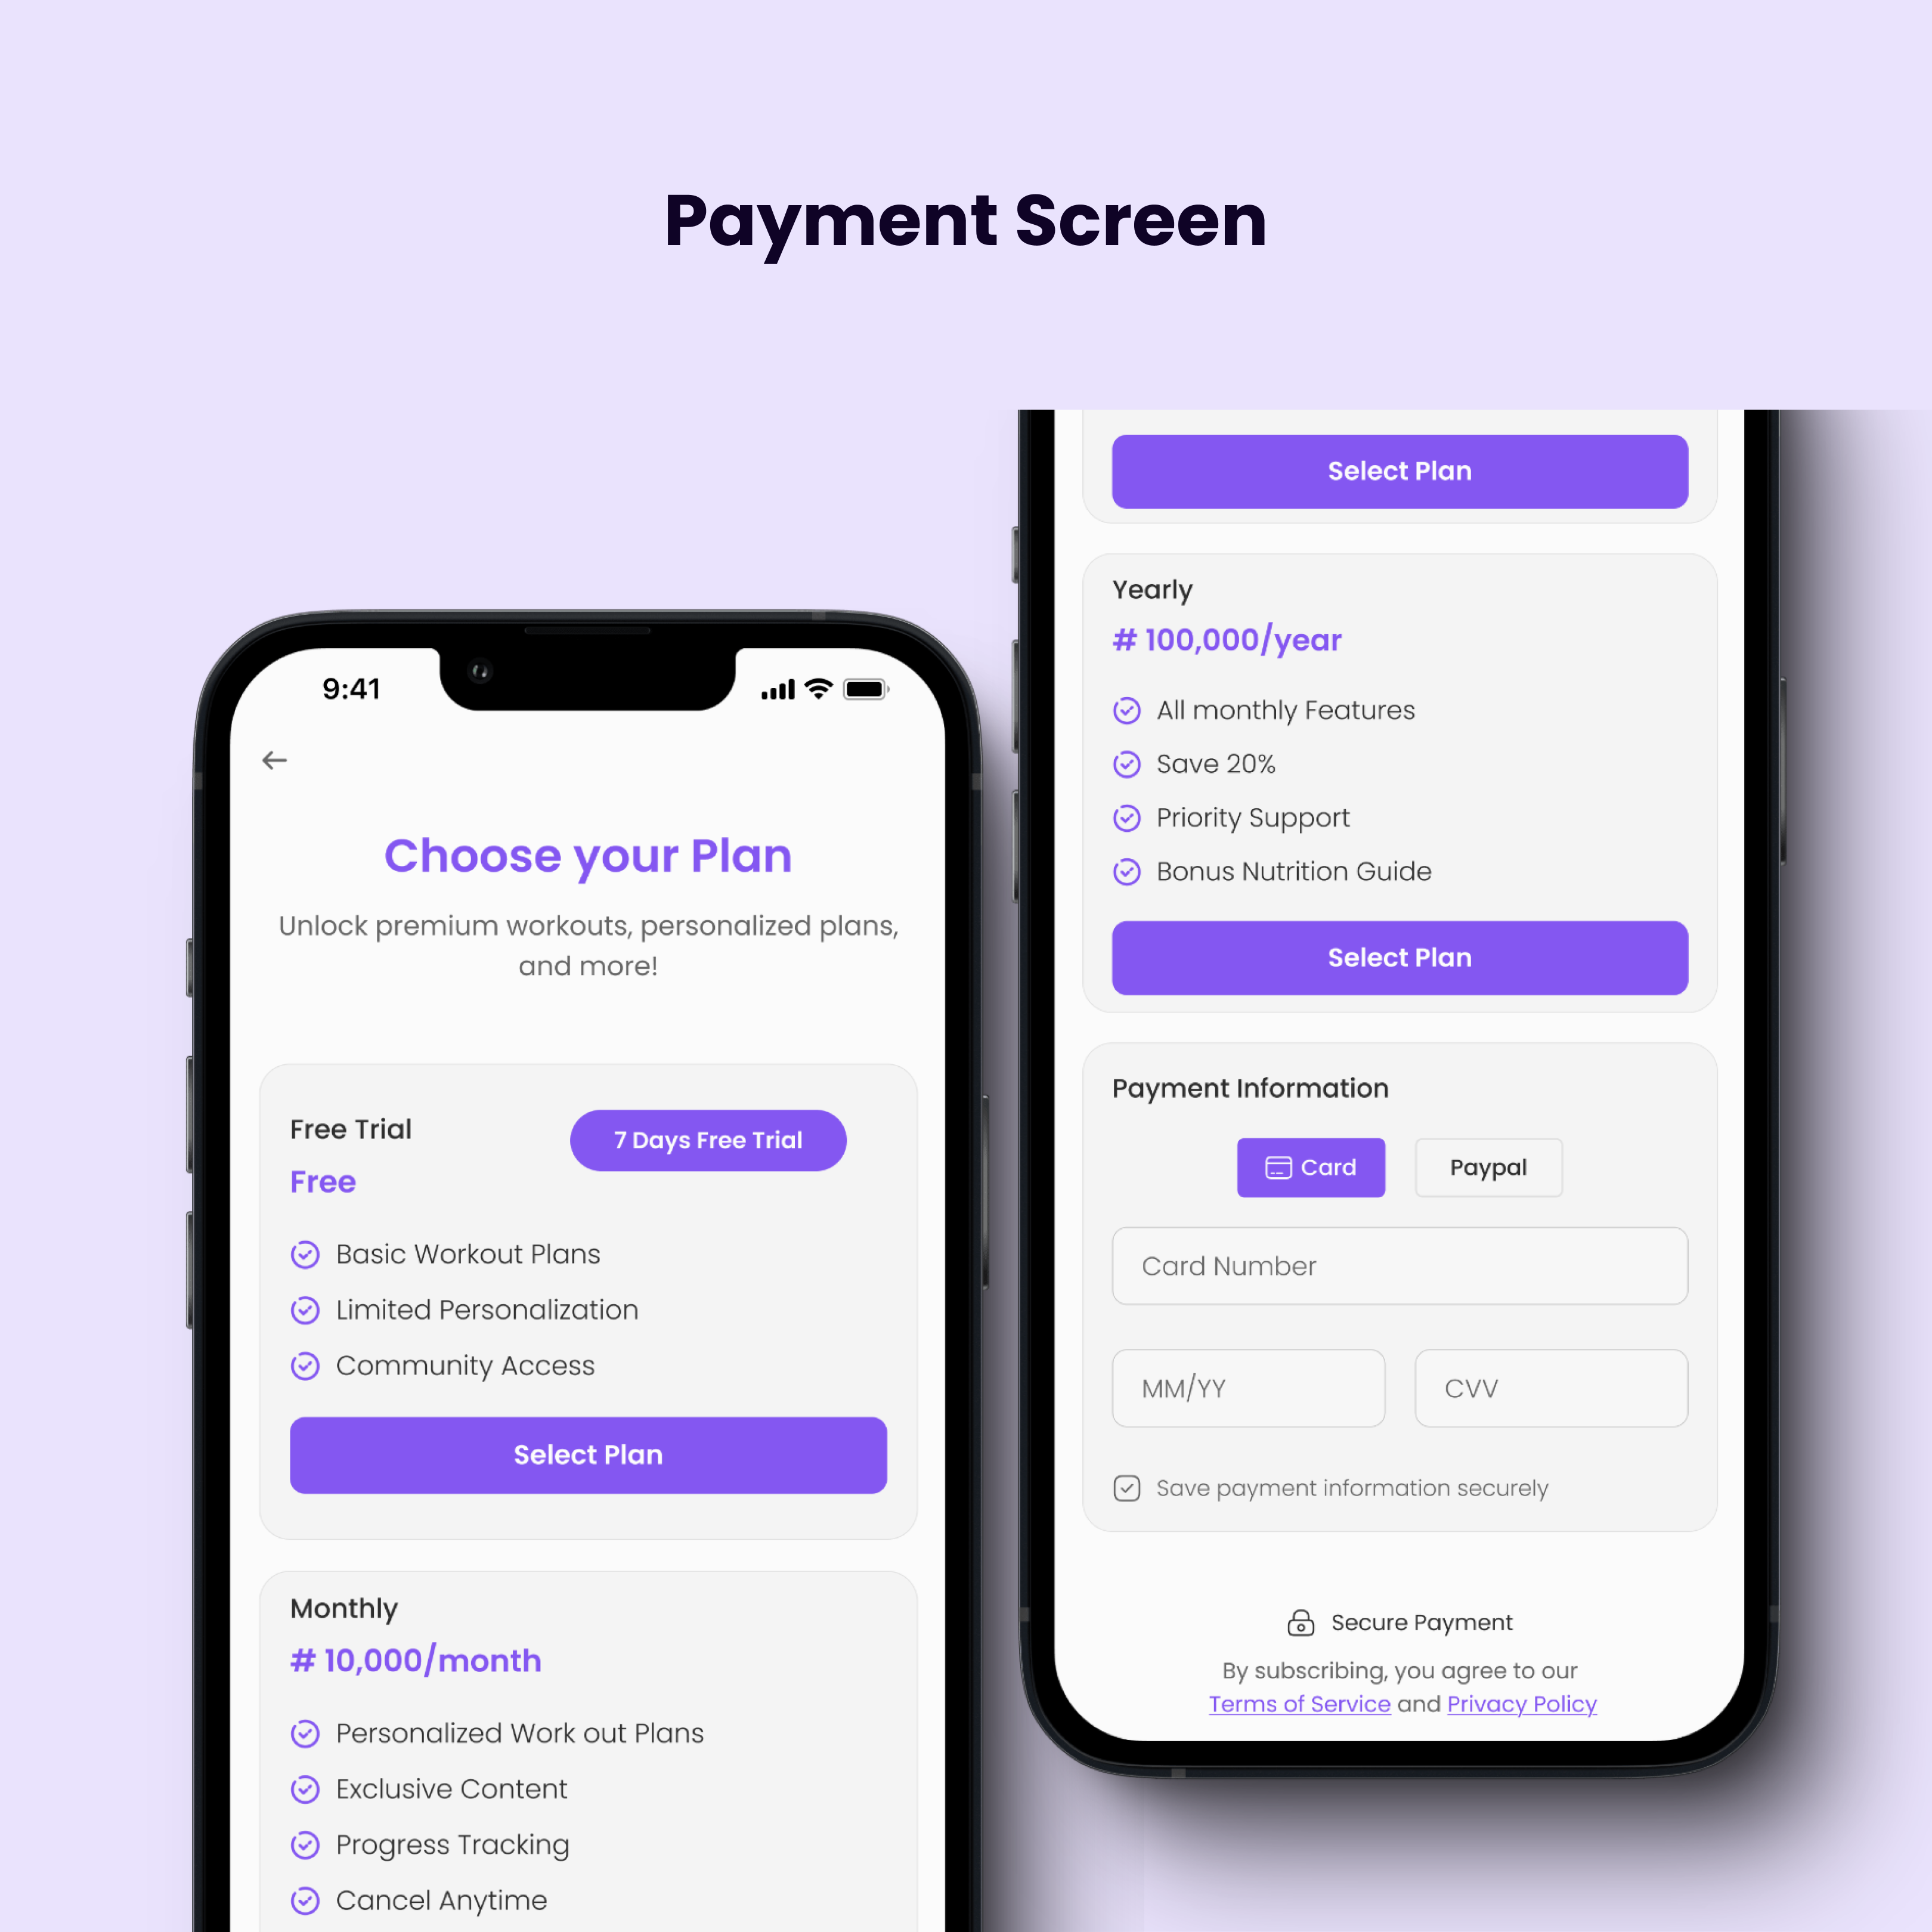 Payment Screen
9:41
Choose your Plan
Unlock premium workouts, personalized plans,
and more!
Free Trial
7 Days Free Trial
Free
Basic Workout Plans
Limited Personalization
Community Access
Select Plan
Monthly
# 10,000/month
Personalized Work out Plans
Exclusive Content
Progress Tracking
Cancel Anytime
Select Plan
Yearly
# 100,000/year
All monthly Features
Save 20%
Priority Support
Bonus Nutrition Guide
Select Plan
Payment Information
Card
Paypal
Card Number
MM/YY
CVV
Save payment information securely
Secure Payment
By subscribing, you agree to our
Terms of Service and Privacy Policy